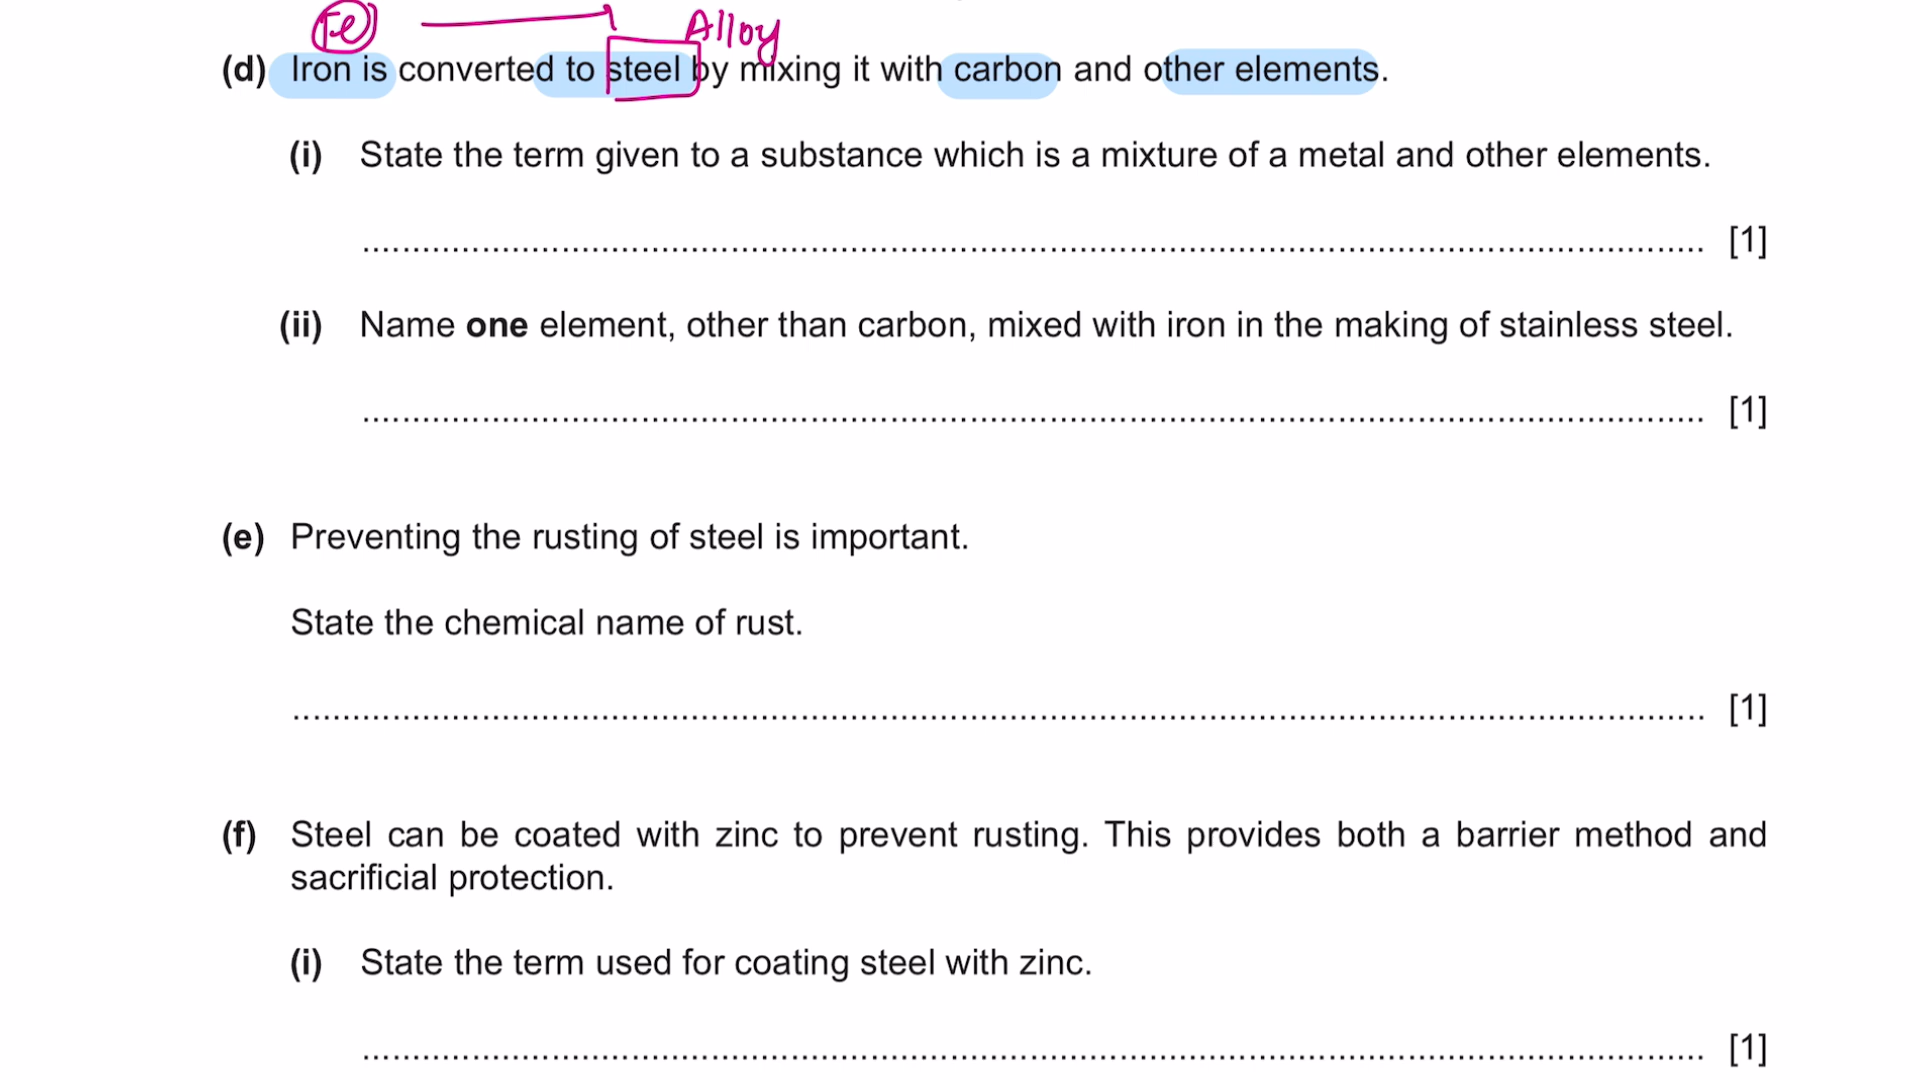 Fe Alloy
(d) Iron is converted to steel by mixing it with carbon and other elements.
(i) State the term given to a substance which is a mixture of a metal and other elements.
.......................................................................................................................................... [1]
(ii) Name one element, other than carbon, mixed with iron in the making of stainless steel.
.......................................................................................................................................... [1]
(e) Preventing the rusting of steel is important.
State the chemical name of rust.
................................................................................................................................................. [1]
(f) Steel can be coated with zinc to prevent rusting. This provides both a barrier method and
sacrificial protection.
(i) State the term used for coating steel with zinc.
.......................................................................................................................................... [1]